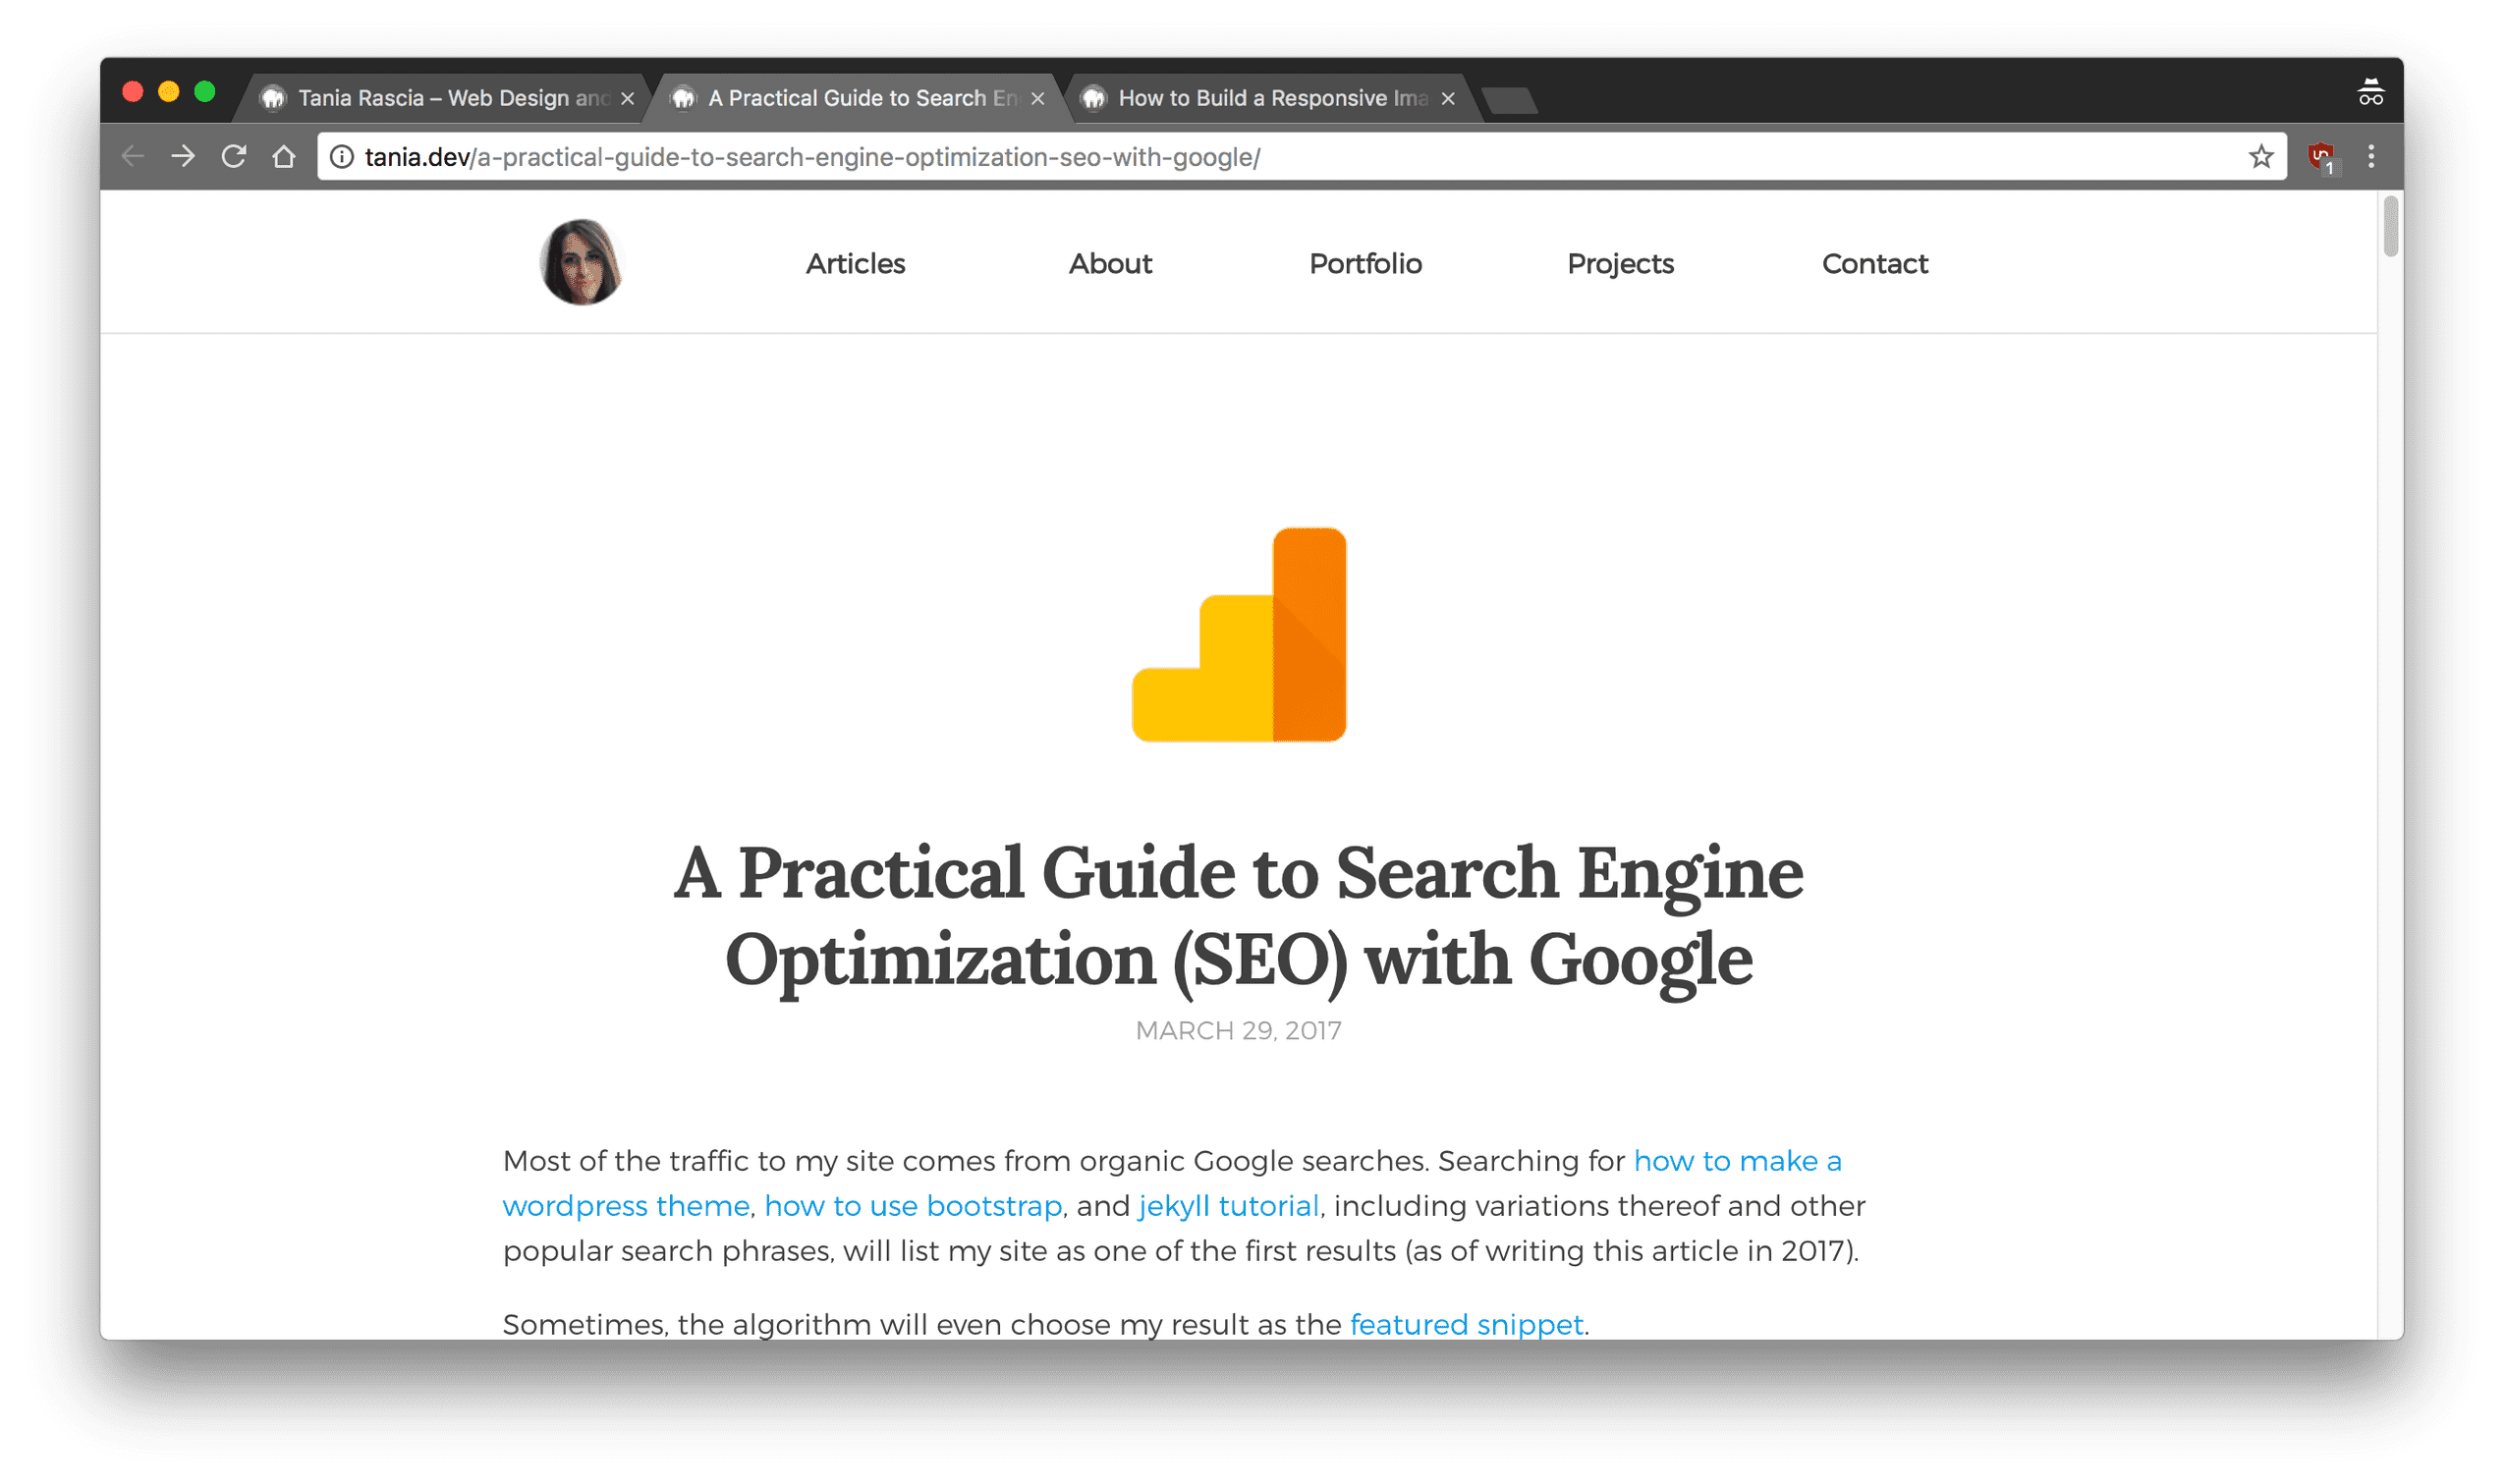 Tania Rascia – Web Design and
A Practical Guide to Search En
How to Build a Responsive Ima
tania.dev/a-practical-guide-to-search-engine-optimization-seo-with-google/
1
Articles
About
Portfolio
Projects
Contact
A Practical Guide to Search Engine
Optimization (SEO) with Google
MARCH 29, 2017
Most of the traffic to my site comes from organic Google searches. Searching for how to make a
wordpress theme, how to use bootstrap, and jekyll tutorial, including variations thereof and other
popular search phrases, will list my site as one of the first results (as of writing this article in 2017).
Sometimes, the algorithm will even choose my result as the featured snippet.